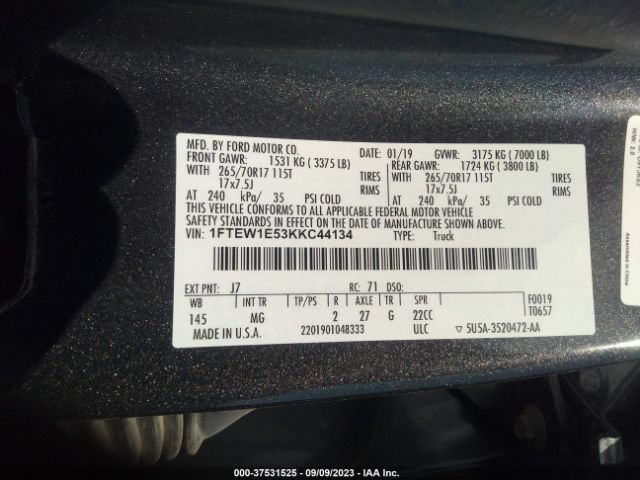 MFD. BY FORD MOTOR CO.
DATE: 01/19 GVWR: 3175 KG (7000 LB)
FRONT GAWR: 1531 KG (3375 LB) REAR GAWR: 1724 KG (3800 LB)
WITH 265/70R17 115T TIRES WITH 265/70R17 115T TIRES
17x7.5J RIMS 17x7.5J RIMS
AT 240 kPa/ 35 PSI COLD AT 240 kPa/ 35 PSI COLD
THIS VEHICLE CONFORMS TO ALL APPLICABLE FEDERAL MOTOR VEHICLE
SAFETY STANDARDS IN EFFECT ON THE DATE OF MANUFACTURE SHOWN ABOVE.
VIN: 1FTEW1E53KKC44134 TYPE: Truck
EXT PNT: J7 RC: 71 DSO:
WB INT TR TP/PS R AXLE TR SPR F0019
145 MG 2 27 G 22CC T0657
MADE IN U.S.A. 2201901048333 ULC ▽ 5U5A-3520472-AA
H/W: 2.0
Assembled in China
000-37531525 - 09/09/2023 - IAA Inc.